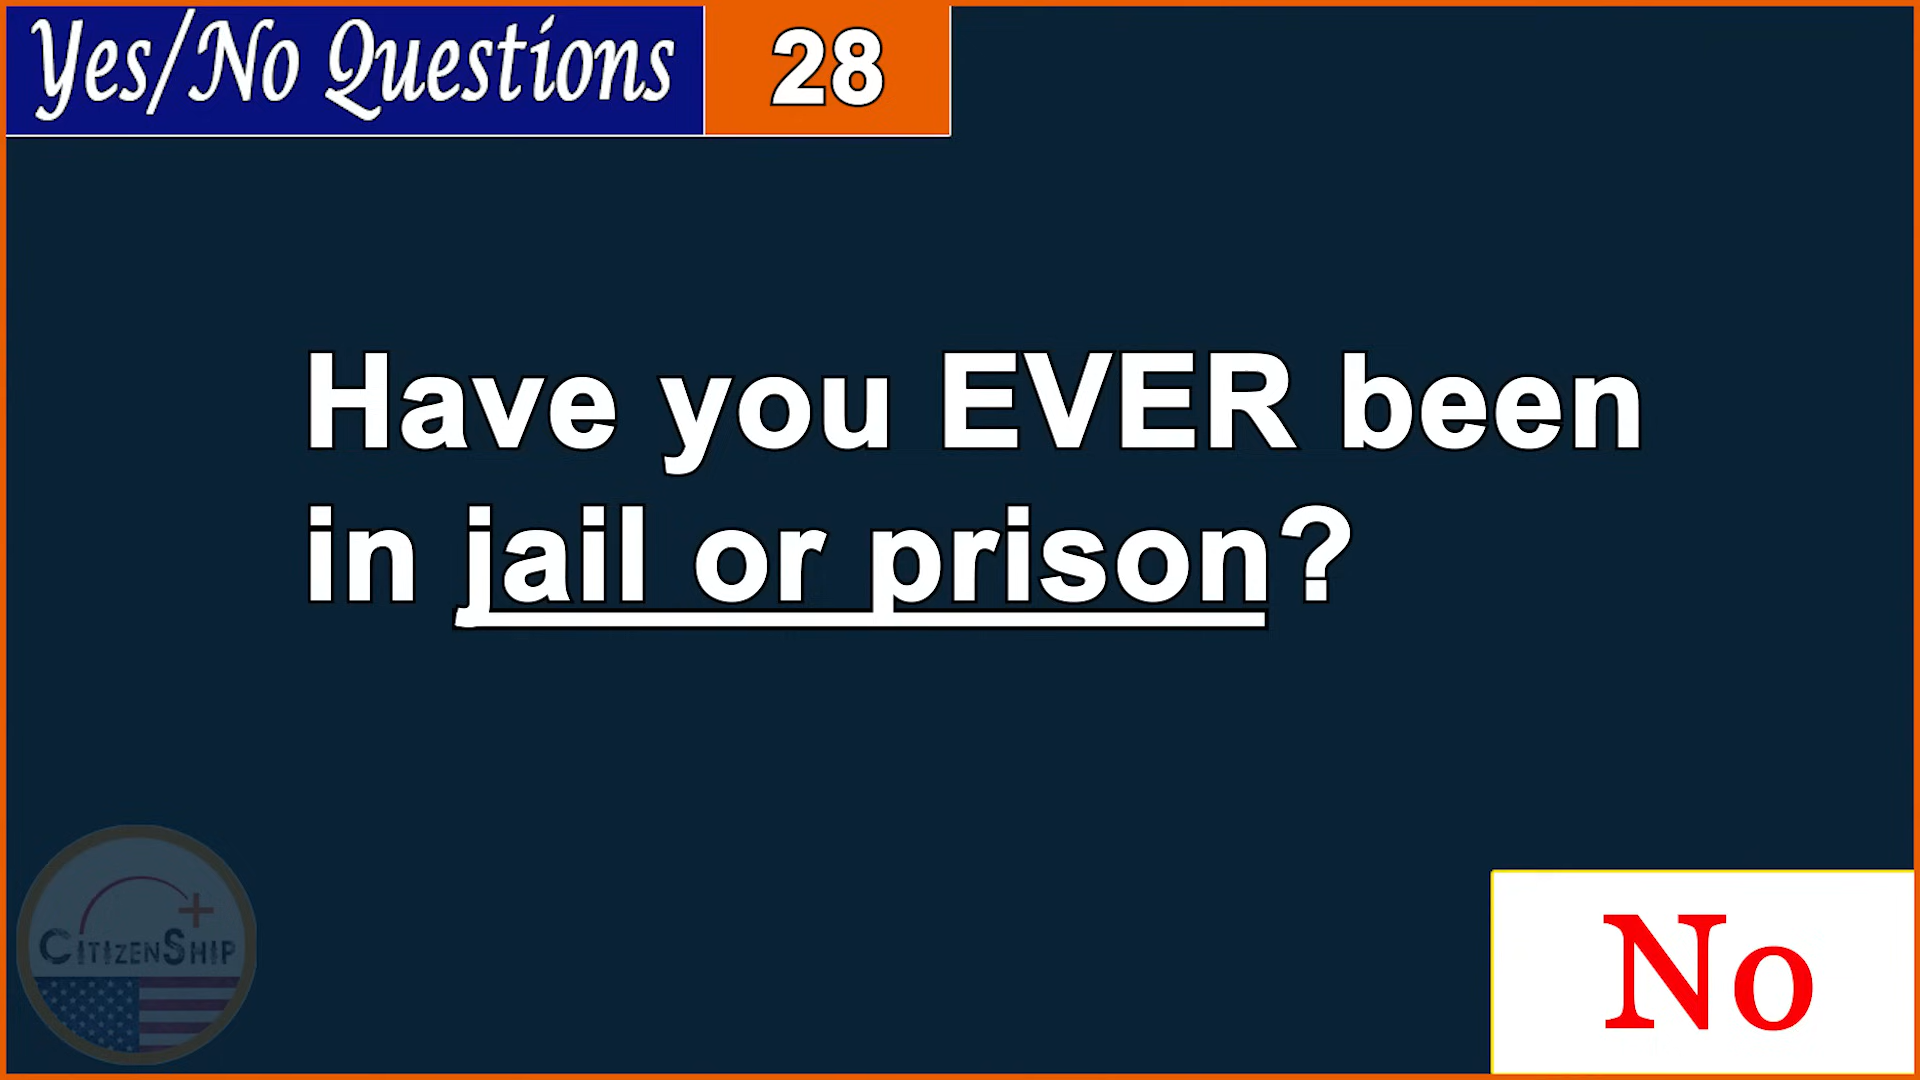 Yes/No Questions
28
Have you EVER been
in jail or prison?
CITIZENSHIP
No